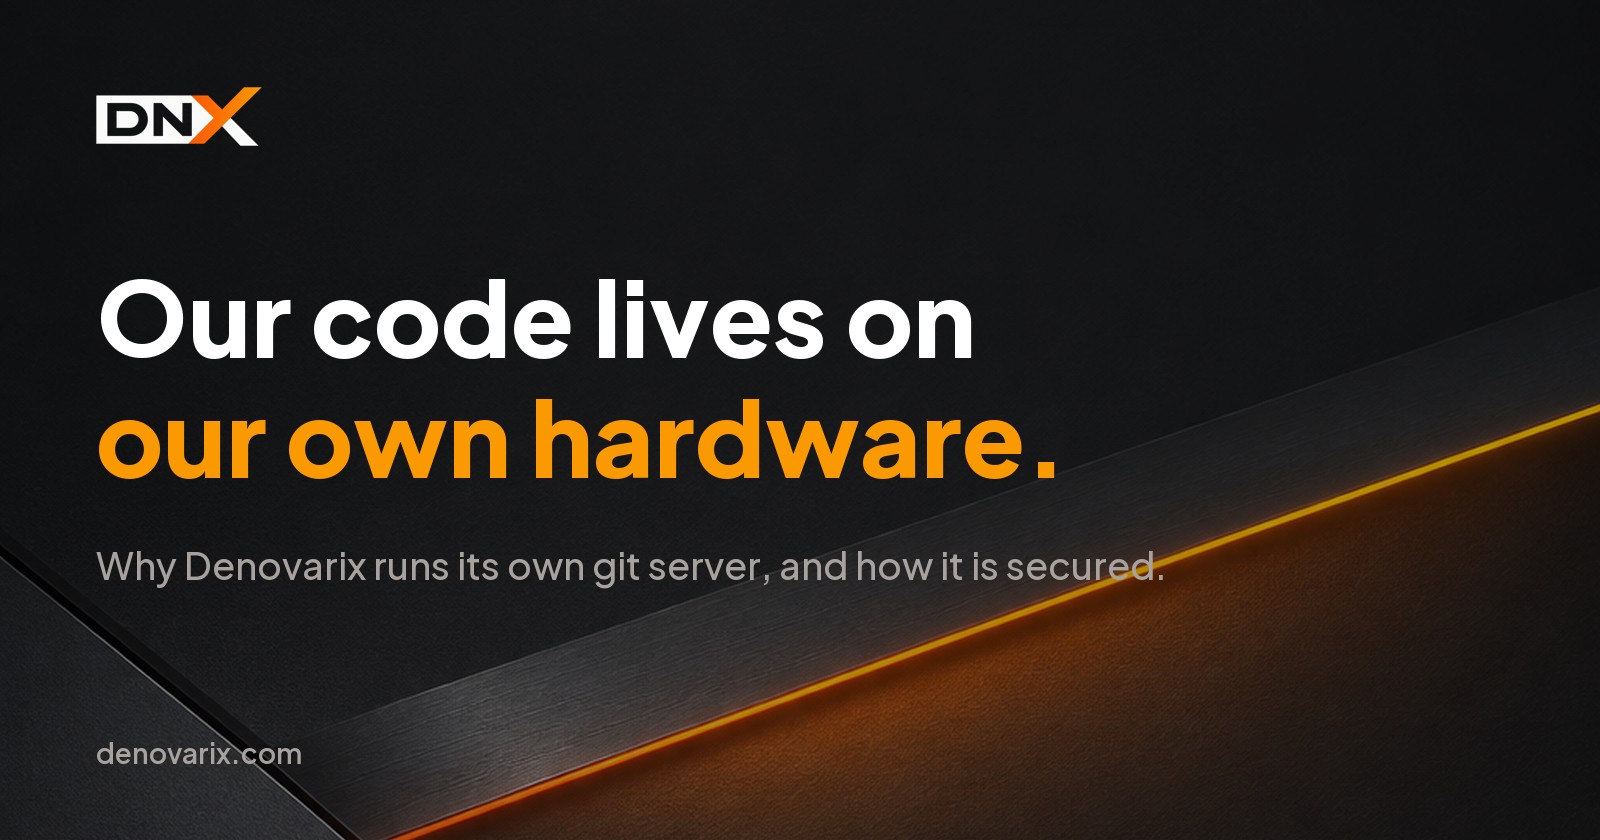 DNX
Our code lives on
our own hardware.
Why Denovarix runs its own git server, and how it is secured.
denovarix.com